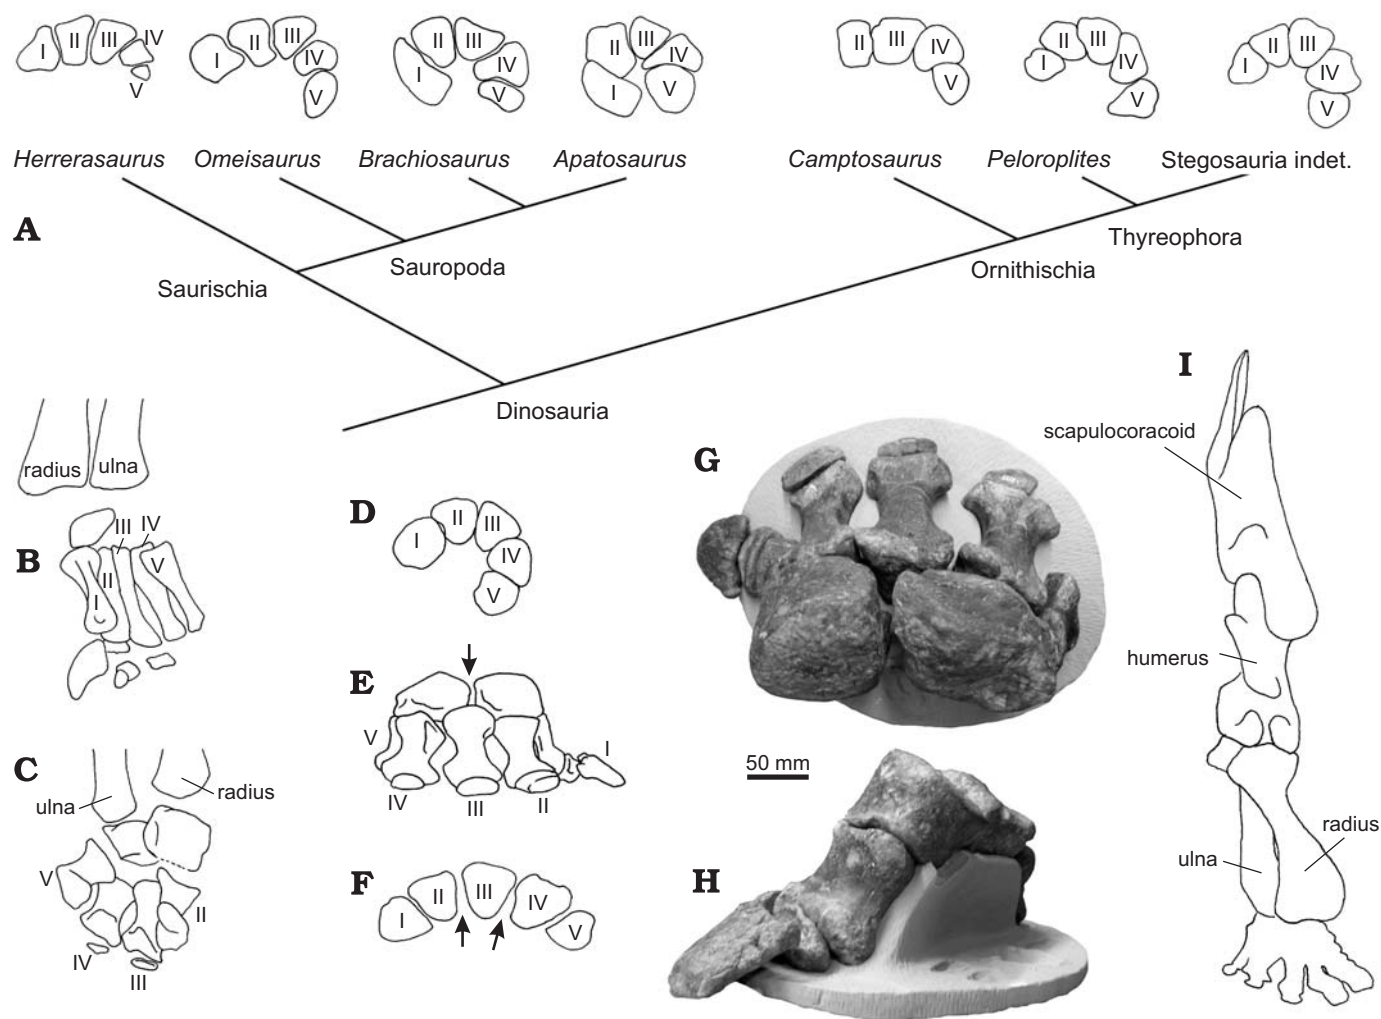 I II III IV V
I II III IV V
I II III IV V
I II III IV V
II III IV V
I II III IV V
I II III IV V
Herrerasaurus
Omeisaurus
Brachiosaurus
Apatosaurus
Camptosaurus
Peloroplites
Stegosauria indet.
A
Saurischia
Sauropoda
Thyreophora
Ornithischia
Dinosauria
radius
ulna
B
III IV
II
V
I
C
ulna
radius
V
II
IV
III
D
I II III IV V
E
V
I
IV
III
II
F
I II III IV V
G
50 mm
H
I
scapulocoracoid
humerus
radius
ulna